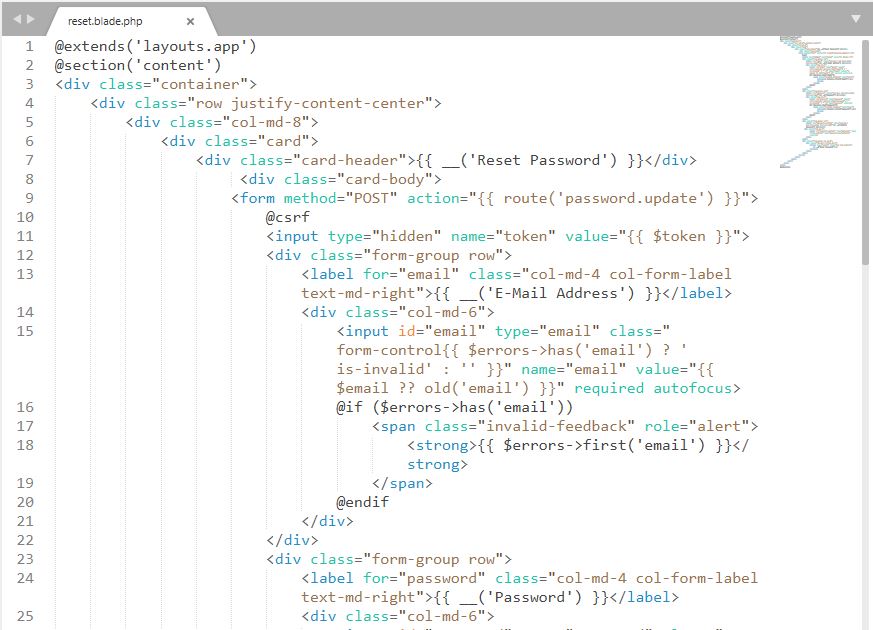 reset.blade.php
1 @extends('layouts.app')
2 @section('content')
3 <div class="container">
4 <div class="row justify-content-center">
5 <div class="col-md-8">
6 <div class="card">
7 <div class="card-header">{{ __('Reset Password') }}</div>
8 <div class="card-body">
9 <form method="POST" action="{{ route('password.update') }}">
10 @csrf
11 <input type="hidden" name="token" value="{{ $token }}">
12 <div class="form-group row">
13 <label for="email" class="col-md-4 col-form-label
text-md-right">{{ __('E-Mail Address') }}</label>
14 <div class="col-md-6">
15 <input id="email" type="email" class="
form-control{{ $errors->has('email') ? '
is-invalid' : '' }}" name="email" value="{{
$email ?? old('email') }}" required autofocus>
16 @if ($errors->has('email'))
17 <span class="invalid-feedback" role="alert">
18 <strong>{{ $errors->first('email') }}</
strong>
19 </span>
20 @endif
21 </div>
22 </div>
23 <div class="form-group row">
24 <label for="password" class="col-md-4 col-form-label
text-md-right">{{ __('Password') }}</label>
25 <div class="col-md-6">